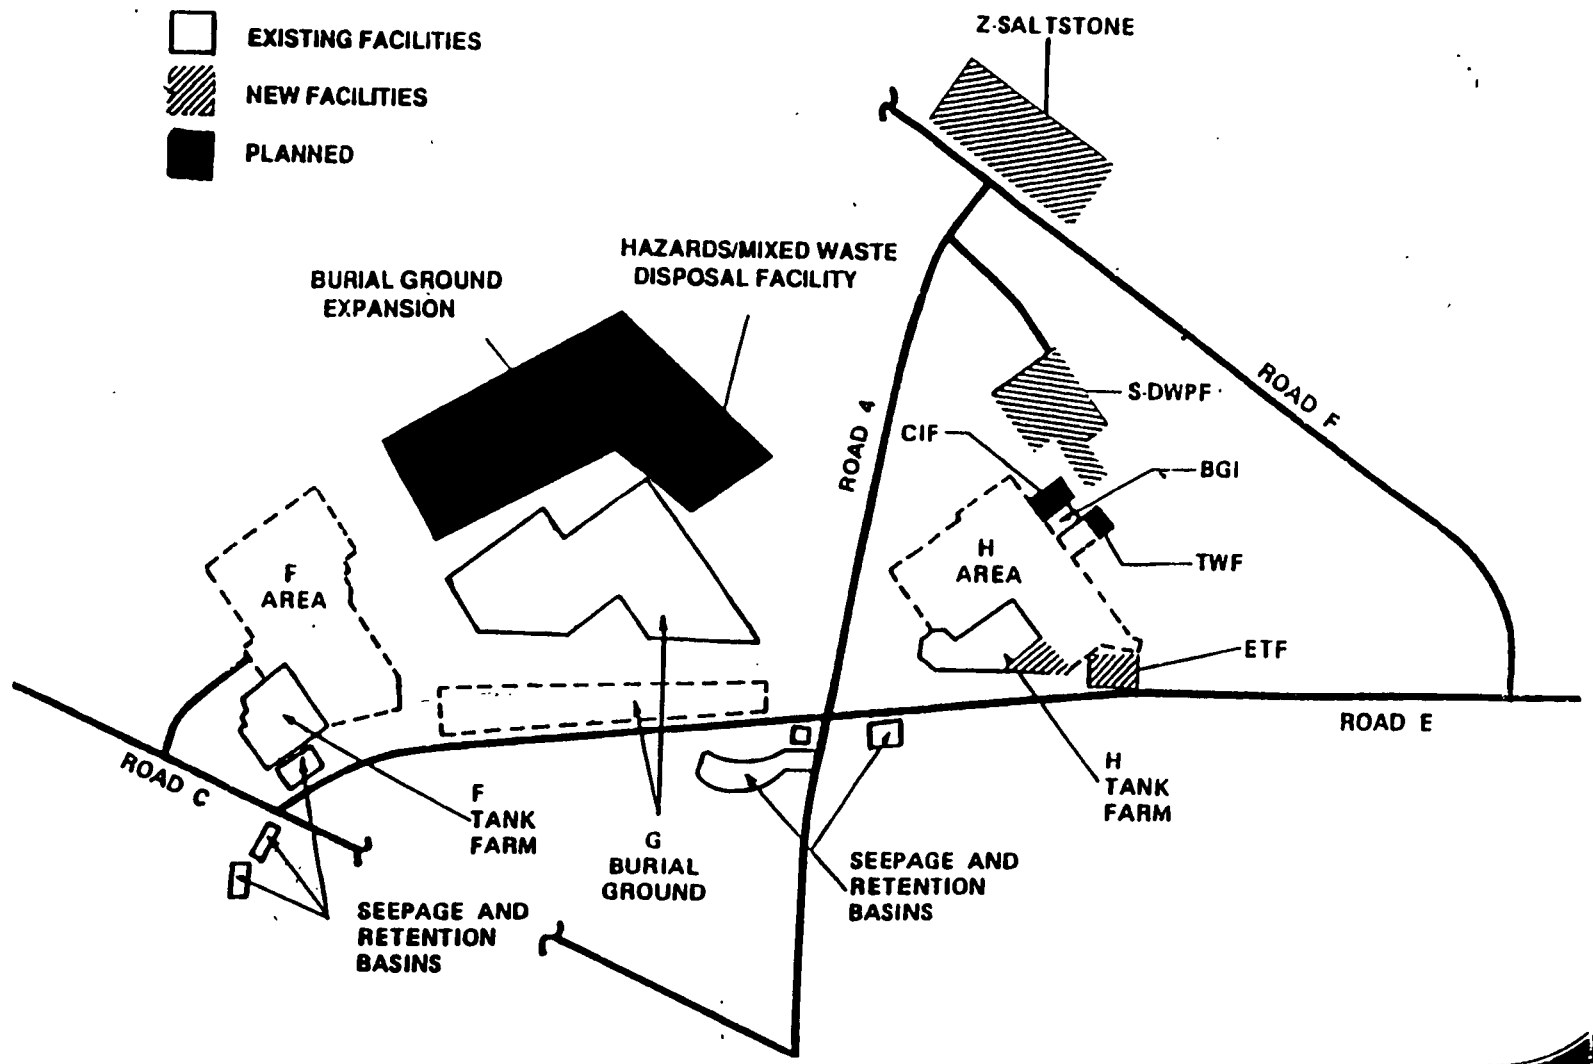 EXISTING FACILITIES
NEW FACILITIES
PLANNED
Z-SALTSTONE
HAZARDS/MIXED WASTE
DISPOSAL FACILITY
BURIAL GROUND
EXPANSION
ROAD F
ROAD 4
S-DWPF
CIF
BGI
TWF
H
AREA
F
AREA
ETF
ROAD E
ROAD C
H
TANK
FARM
F
TANK
FARM
G
BURIAL
GROUND
SEEPAGE AND
RETENTION
BASINS
SEEPAGE AND
RETENTION
BASINS